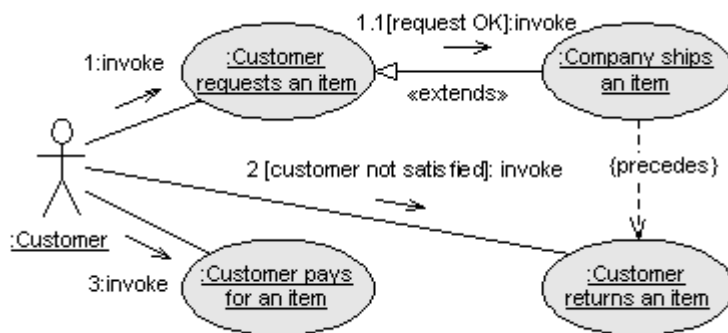 1.1[request OK]:invoke
1:invoke
:Customer
requests an item
«extends»
:Company ships
an item
2 [customer not satisfied]: invoke
{precedes}
:Customer
3:invoke
:Customer pays
for an item
:Customer
returns an item